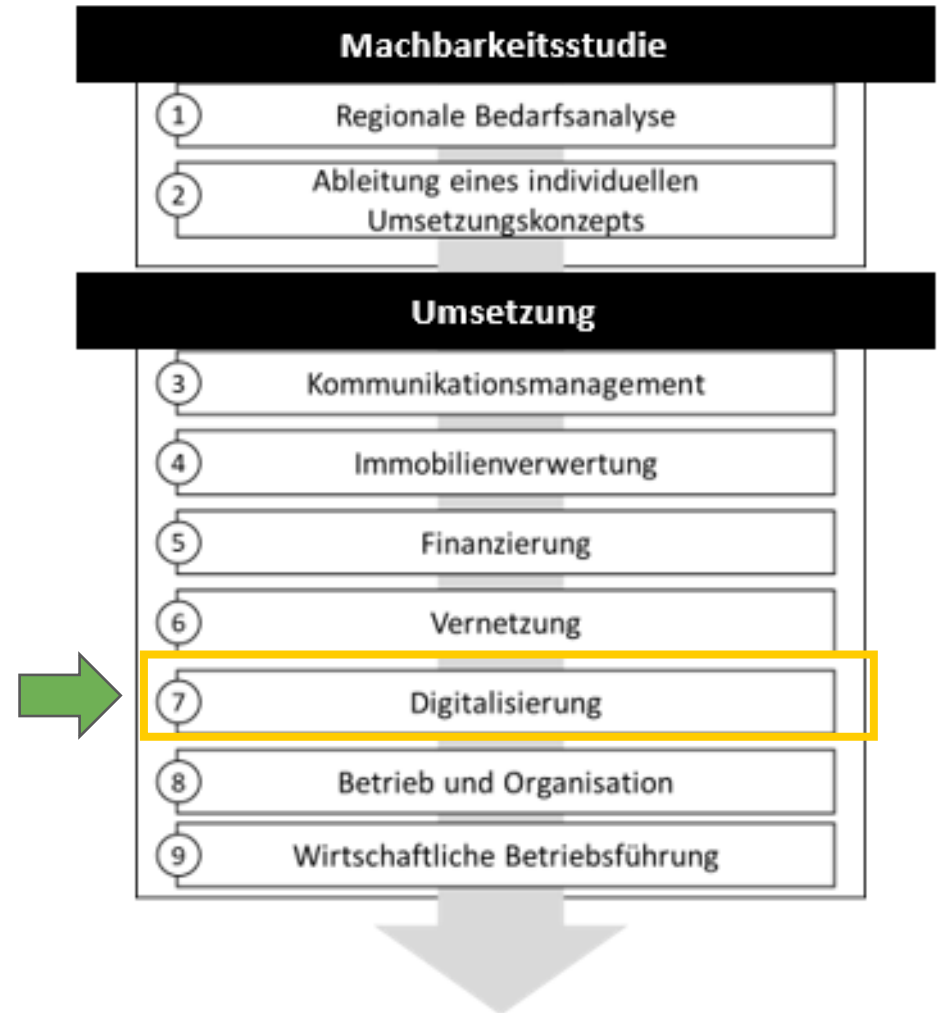 Machbarkeitsstudie
1 Regionale Bedarfsanalyse
2 Ableitung eines individuellen
Umsetzungskonzepts
Umsetzung
3 Kommunikationsmanagement
4 Immobilienverwertung
5 Finanzierung
6 Vernetzung
7 Digitalisierung
8 Betrieb und Organisation
9 Wirtschaftliche Betriebsführung